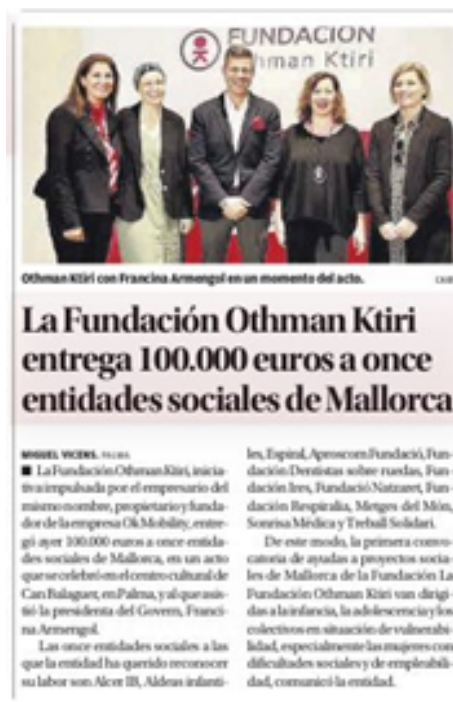 FUNDACIÓN
Othman Ktiri
Othman Ktiri con Francina Armengol en un momento del acto.
La Fundación Othman Ktiri
entrega 100.000 euros a once
entidades sociales de Mallorca
MIGUEL VICENS. PALMA
■ La Fundación Othman Ktiri, inicia-
tiva impulsada por el empresario del
mismo nombre, propietario y funda-
dor de la empresa Ok Mobility, entre-
gó ayer 100.000 euros a once entida-
des sociales de Mallorca, en un acto
que se celebró en el centro cultural de
Can Balaguer, en Palma, y al que asis-
tió la presidenta del Govern, Franci-
na Armengol.
Las once entidades sociales a las
que la entidad ha querido reconocer
su labor son Alcer IB, Aldeas infanti-
les, Espiral, Aproscom Fundació, Fun-
dación Dentistas sobre ruedas, Fun-
dación Ires, Fundació Natzaret, Fun-
dación Respiralia, Metges del Món,
Sonrisa Médica y Treball Solidari.
De este modo, la primera convo-
catoria de ayudas a proyectos socia-
les de Mallorca de la Fundación La
Fundación Othman Ktiri van dirigi-
das a la infancia, la adolescencia y los
colectivos en situación de vulnerabi-
lidad, especialmente las mujeres con
dificultades sociales y de empleabili-
dad, comunicó la entidad.